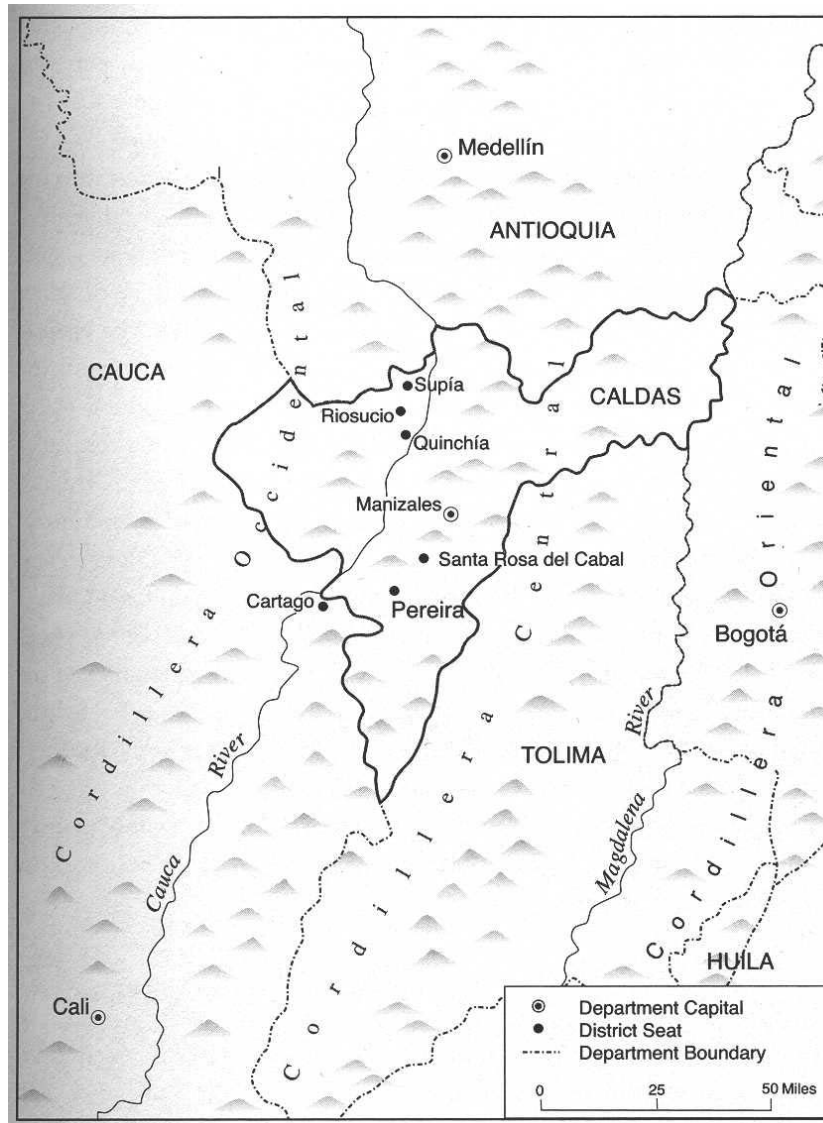 Medellín
ANTIOQUIA
CAUCA
CALDAS
Supía
Riosucio
Quinchía
Manizales
Santa Rosa del Cabal
Cartago
Pereira
Bogotá
TOLIMA
HUILA
Cali
Cordillera Occidental
Cordillera Central
Cordillera Oriental
Cauca River
Magdalena River
Department Capital
District Seat
Department Boundary
0 25 50 Miles